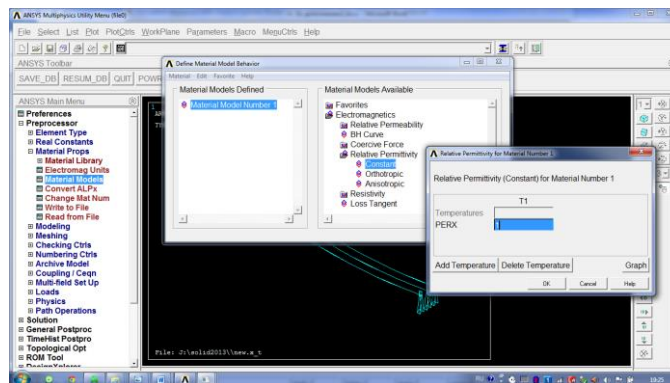 ANSYS Multiphysics Utility Menu (file0)
File Select List Plot PlotCtrls WorkPlane Parameters Macro MenuCtrls Help
ANSYS Toolbar
SAVE_DB RESUM_DB QUIT POWR
ANSYS Main Menu
Preferences
Preprocessor
Element Type
Real Constants
Material Props
Material Library
Electromag Units
Material Models
Convert ALPx
Change Mat Num
Write to File
Read from File
Modeling
Meshing
Checking Ctrls
Numbering Ctrls
Archive Model
Coupling / Ceqn
Multi-field Set Up
Loads
Physics
Path Operations
Solution
General Postproc
TimeHist Postpro
Topological Opt
ROM Tool
DesignXplorer
1
File: J:\solid2013\\new.x_t
Define Material Model Behavior
Material Edit Favorite Help
Material Models Defined
Material Model Number 1
Material Models Available
Favorites
Electromagnetics
Relative Permeability
BH Curve
Coercive Force
Relative Permittivity
Constant
Orthotropic
Anisotropic
Resistivity
Loss Tangent
Relative Permittivity for Material Number 1
Relative Permittivity (Constant) for Material Number 1
T1
Temperatures
PERX
Add Temperature Delete Temperature Graph
OK Cancel Help
1
19:25